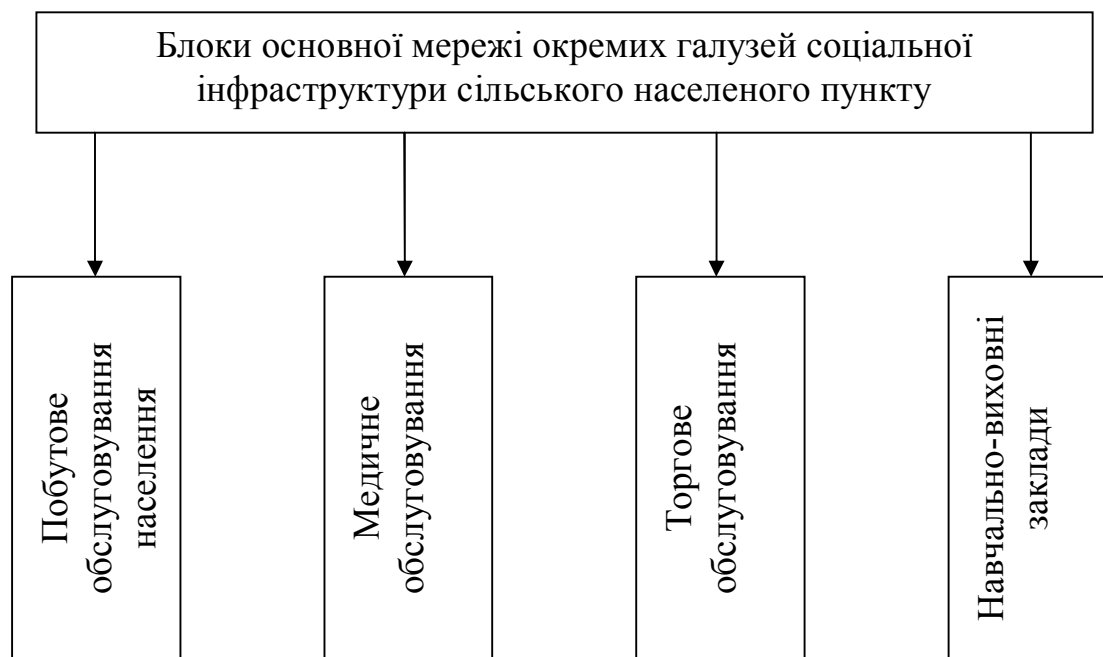 Блоки основної мережі окремих галузей соціальної
інфраструктури сільського населеного пункту
Побутове
обслуговування
населення
Медичне
обслуговування
Торгове
обслуговування
Навчально-виховні
заклади